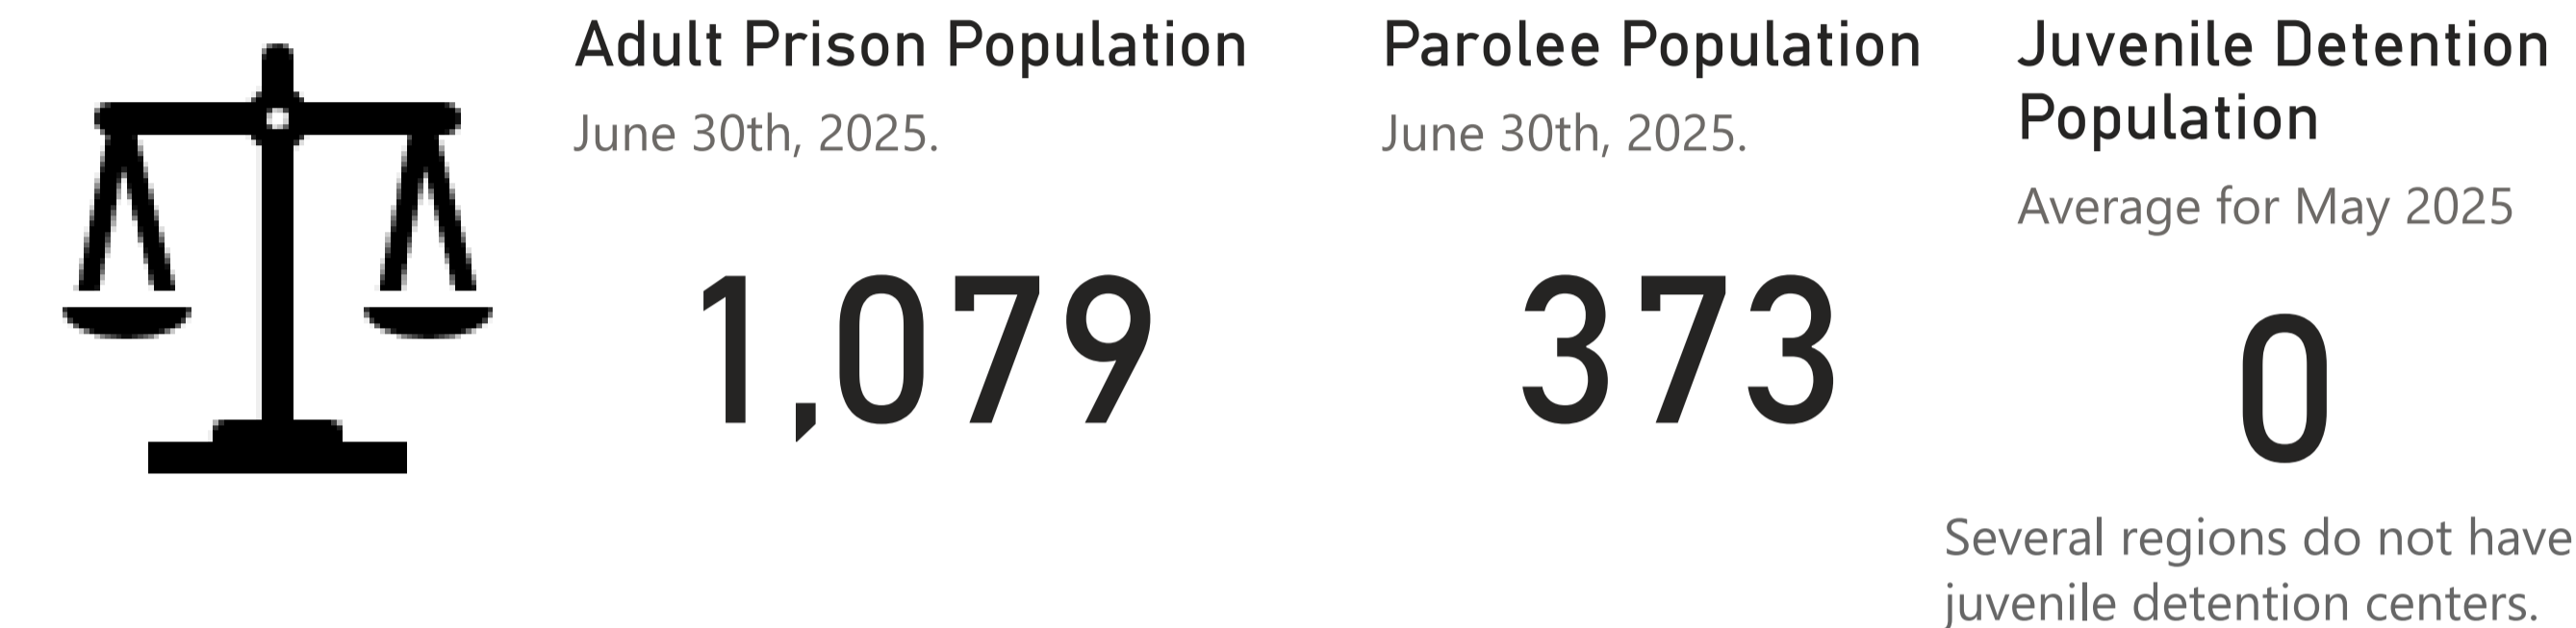 Adult Prison Population
June 30th, 2025.
1,079
Parolee Population
June 30th, 2025.
373
Juvenile Detention
Population
Average for May 2025
0
Several regions do not have
juvenile detention centers.